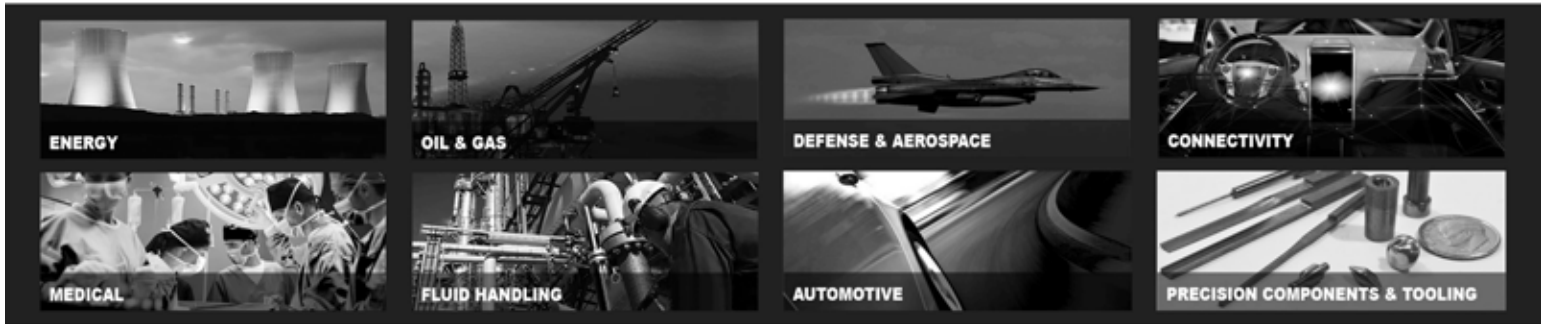 ENERGY
OIL & GAS
DEFENSE & AEROSPACE
CONNECTIVITY
MEDICAL
FLUID HANDLING
AUTOMOTIVE
PRECISION COMPONENTS & TOOLING